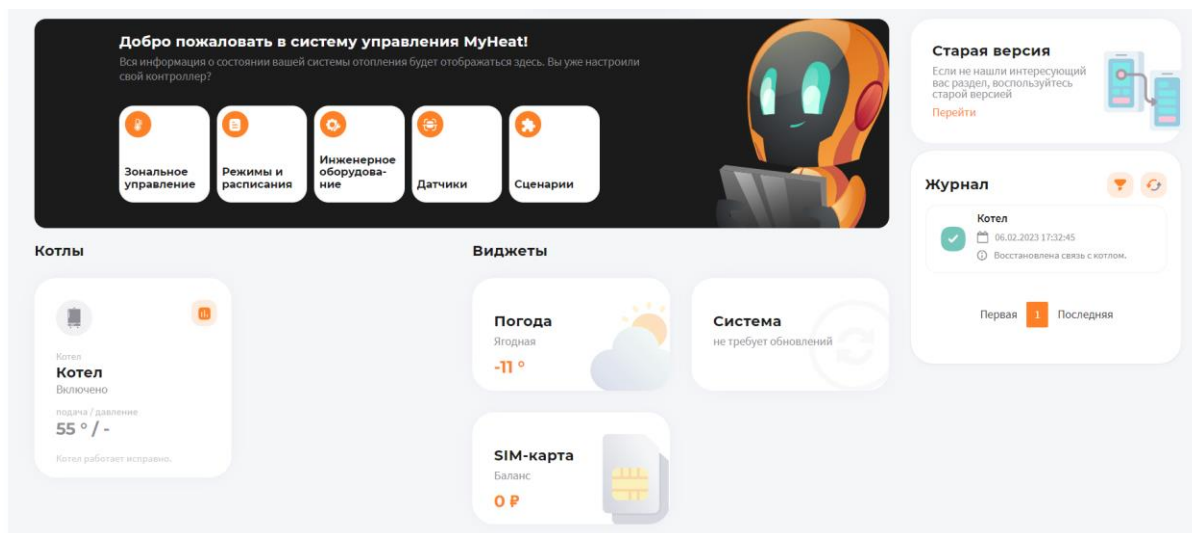 Добро пожаловать в систему управления MyHeat!
Вся информация о состоянии вашей системы отопления будет отображаться здесь. Вы уже настроили
свой контроллер?
Зональное
управление
Режимы и
расписания
Инженерное
оборудова-
ние
Датчики
Сценарии
Старая версия
Если не нашли интересующий
вас раздел, воспользуйтесь
старой версией
Перейти
Журнал
Котел
06.02.2023 17:32:45
Восстановлена связь с котлом.
Первая 1 Последняя
Котлы
Котел
Котел
Включено
подача / давление
55 ° / -
Котел работает исправно.
Виджеты
Погода
Ягодная
-11 °
Система
не требует обновлений
SIM-карта
Баланс
0 ₽